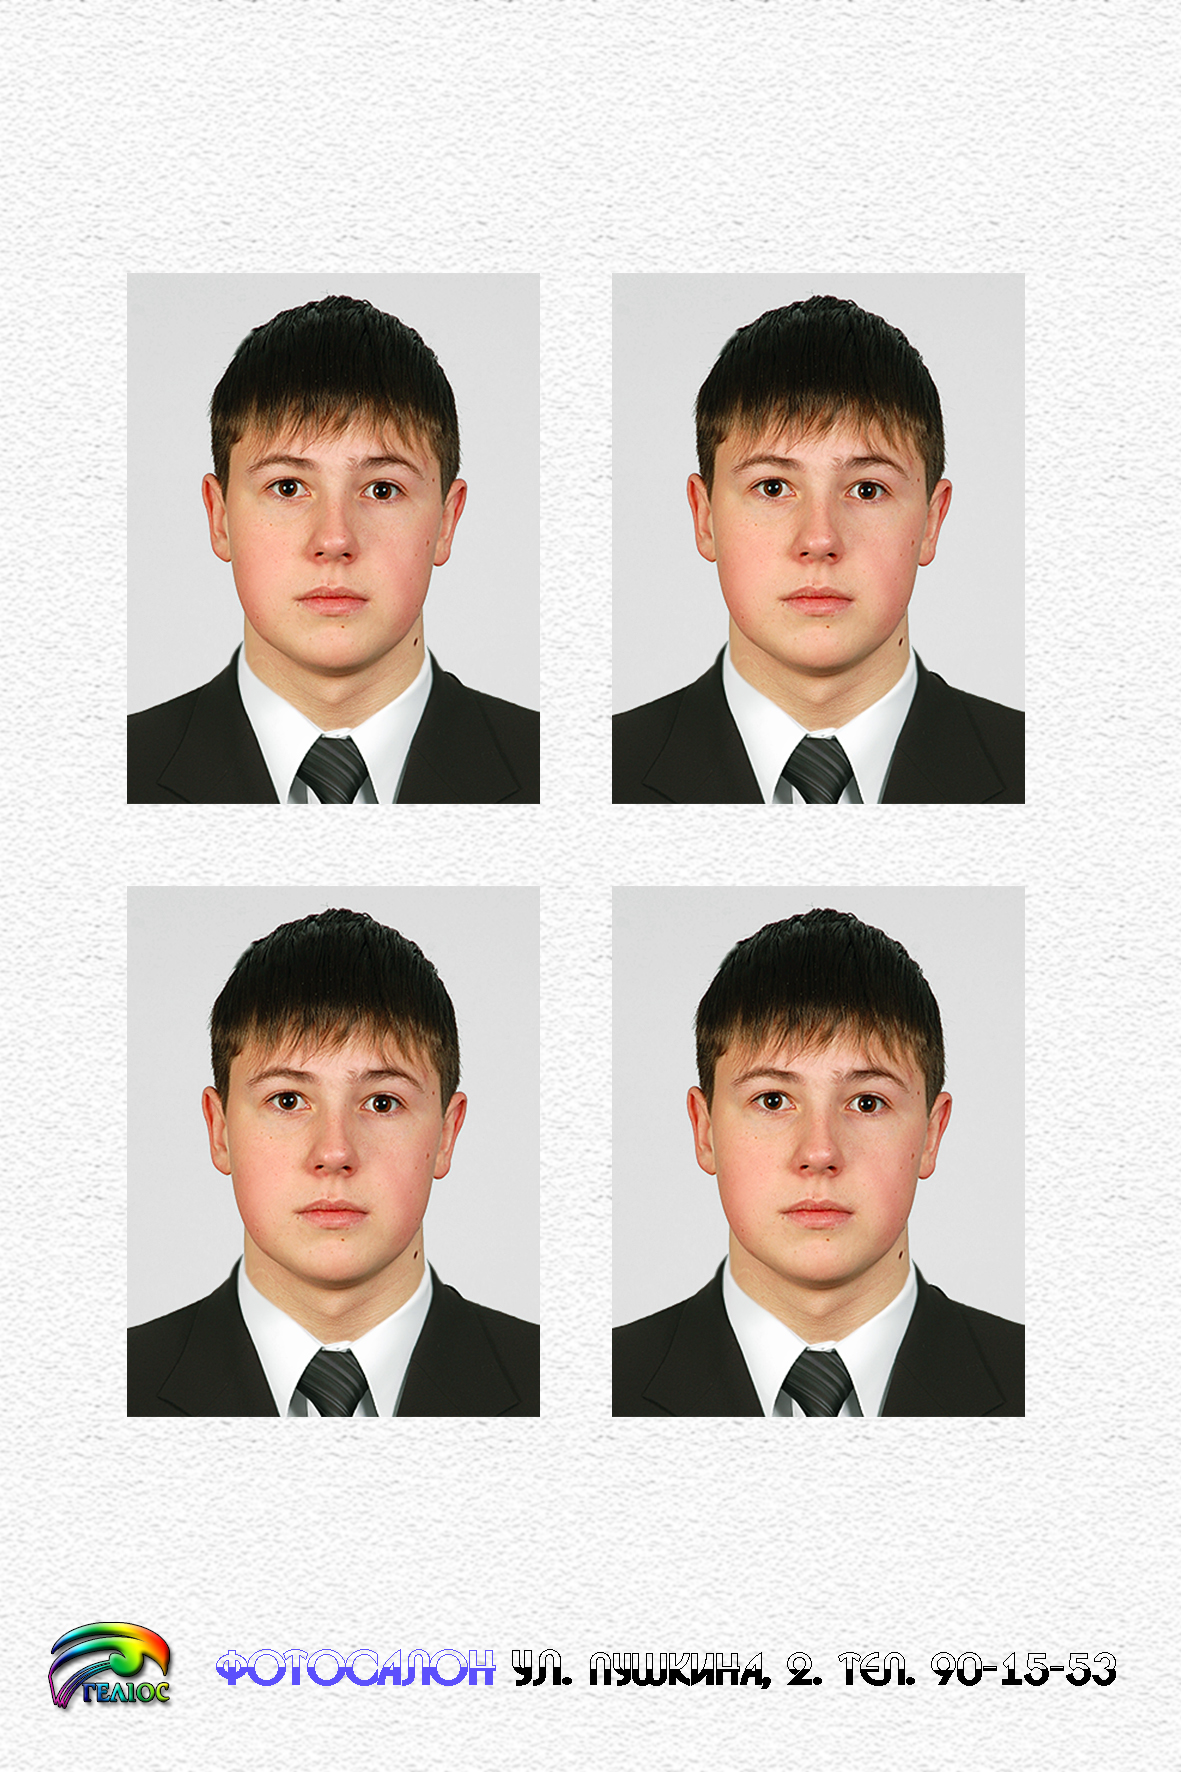 ГЕЛІОС
ФОТОСАЛОН УЛ. ПУШКИНА, 2. ТЕЛ. 90-15-53